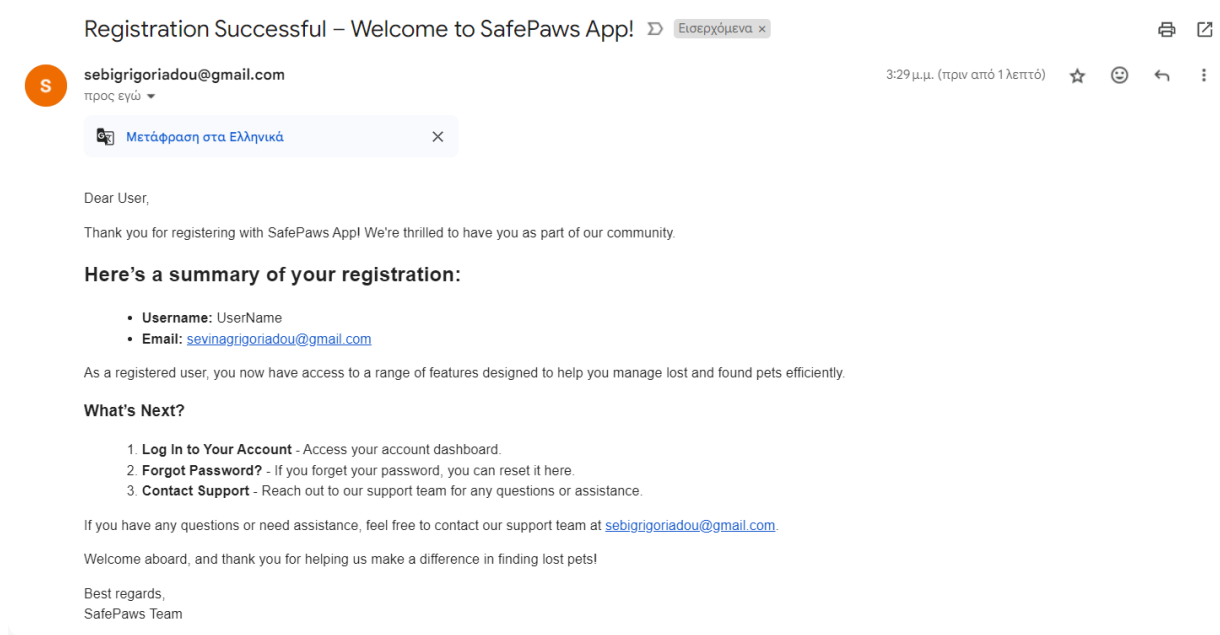 Registration Successful – Welcome to SafePaws App! Εισερχόμενα ×
S
sebigrigoriadou@gmail.com 3:29 μ.μ. (πριν από 1 λεπτό)
προς εγώ
Μετάφραση στα Ελληνικά
Dear User,
Thank you for registering with SafePaws App! We're thrilled to have you as part of our community.
Here's a summary of your registration:
• Username: UserName
• Email: sevinagrigoriadou@gmail.com
As a registered user, you now have access to a range of features designed to help you manage lost and found pets efficiently.
What's Next?
1. Log In to Your Account - Access your account dashboard.
2. Forgot Password? - If you forget your password, you can reset it here.
3. Contact Support - Reach out to our support team for any questions or assistance.
If you have any questions or need assistance, feel free to contact our support team at sebigrigoriadou@gmail.com.
Welcome aboard, and thank you for helping us make a difference in finding lost pets!
Best regards,
SafePaws Team